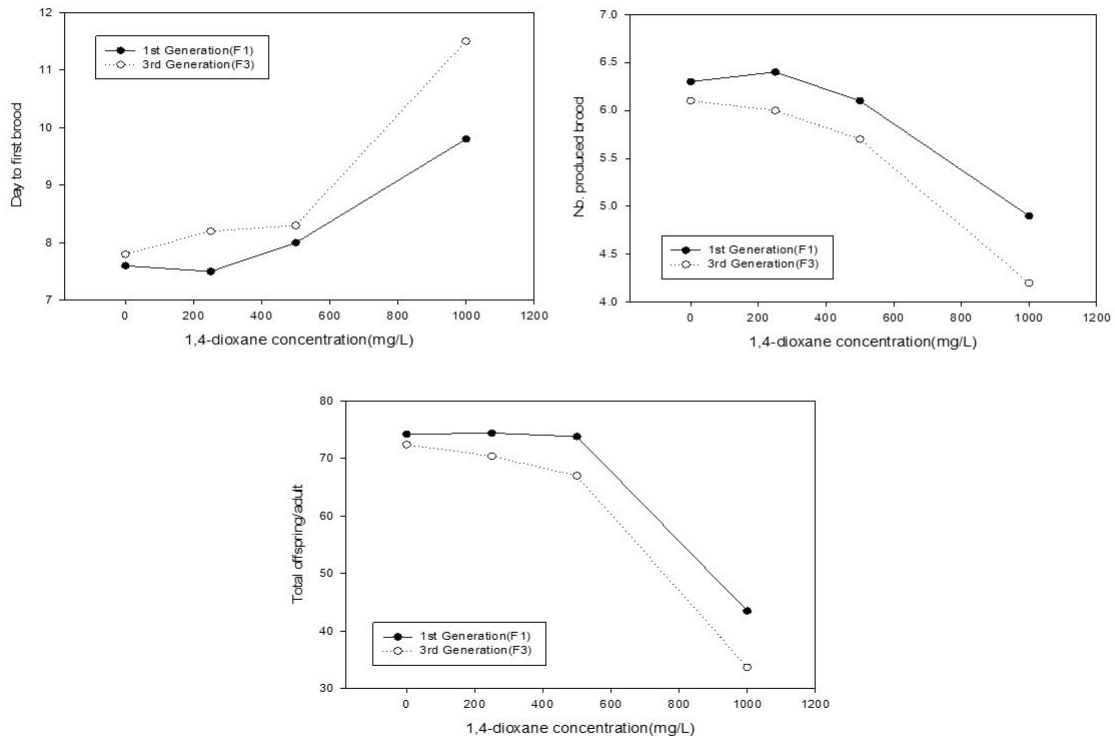 12
11
10
9
8
7
Day to first brood
1st Generation(F1)
3rd Generation(F3)
0 200 400 600 800 1000 1200
1,4-dioxane concentration(mg/L)
7.0
6.5
6.0
5.5
5.0
4.5
4.0
Nb. produced brood
1st Generation(F1)
3rd Generation(F3)
0 200 400 600 800 1000 1200
1,4-dioxane concentration(mg/L)
80
70
60
50
40
30
Total offspring/adult
1st Generation(F1)
3rd Generation(F3)
0 200 400 600 800 1000 1200
1,4-dioxane concentration(mg/L)